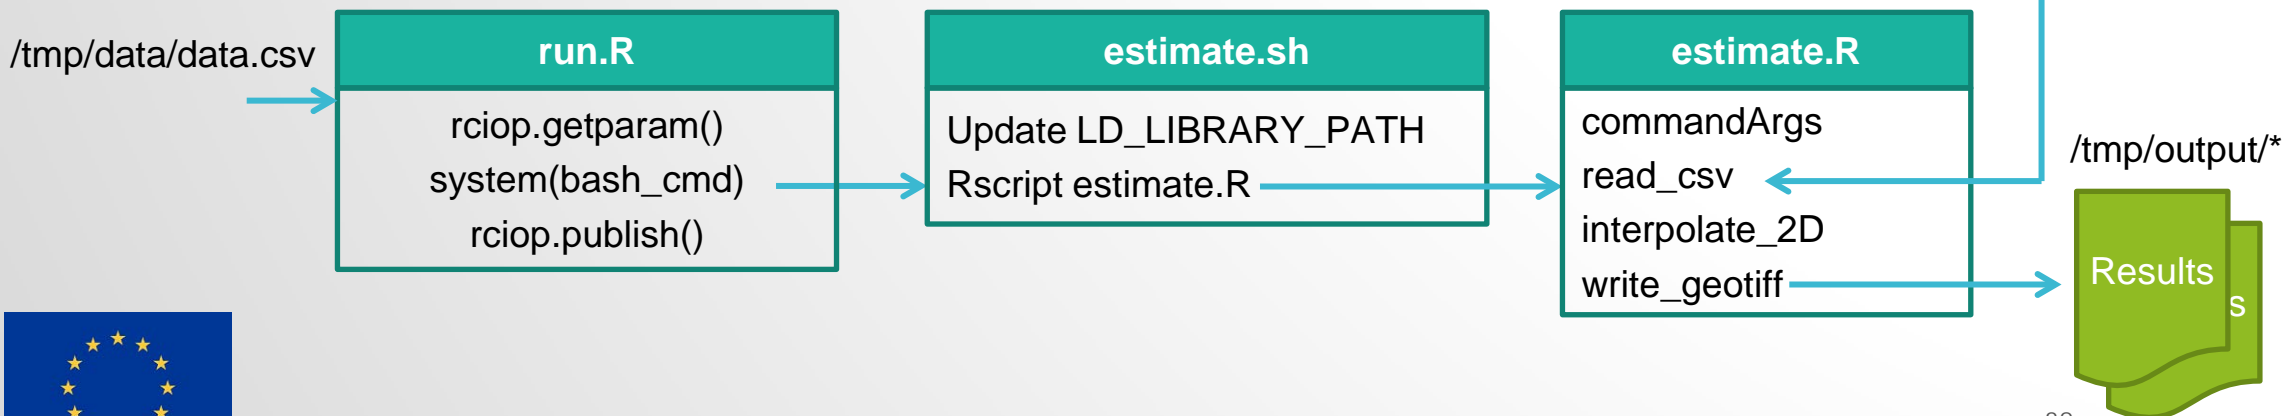 /tmp/data/data.csv
run.R
rciop.getparam()
system(bash_cmd)
rciop.publish()
estimate.sh
Update LD_LIBRARY_PATH
Rscript estimate.R
estimate.R
commandArgs
read_csv
interpolate_2D
write_geotiff
/tmp/output/*
Results
s